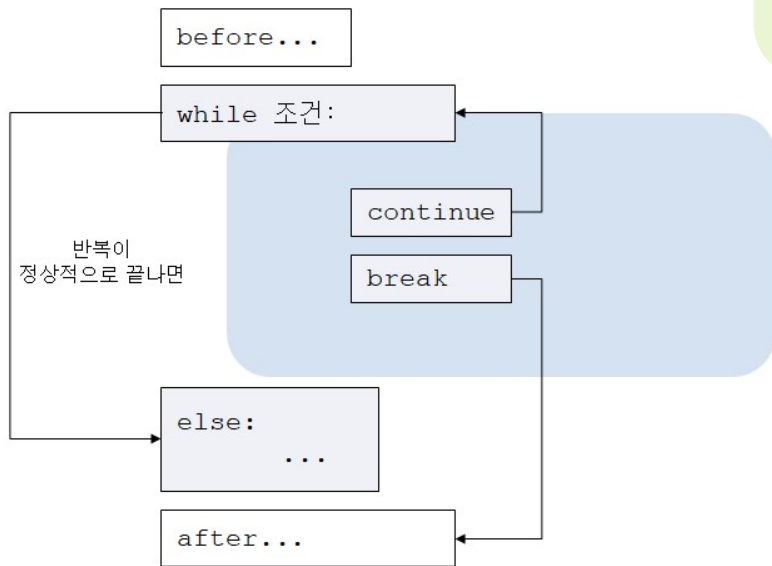 before...
while 조건:
continue
반복이
정상적으로 끝나면
break
else:
...
after...